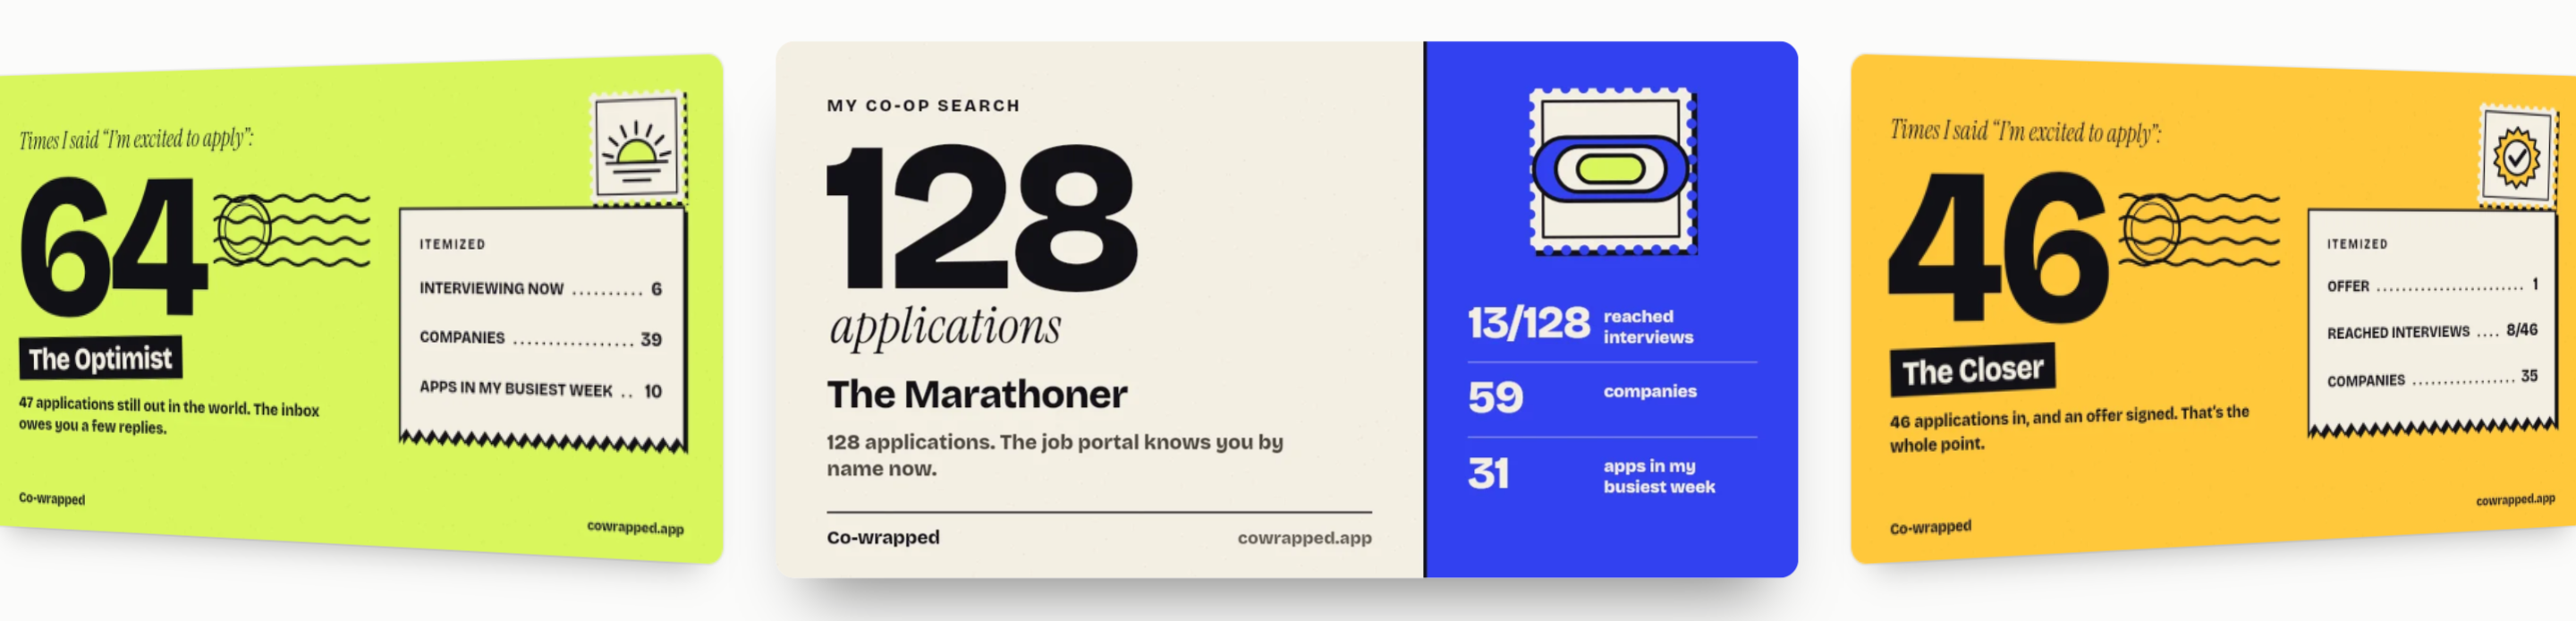 Times I said “I’m excited to apply”:
64
The Optimist
47 applications still out in the world. The inbox
owes you a few replies.
ITEMIZED
INTERVIEWING NOW .......... 6
COMPANIES ................. 39
APPS IN MY BUSIEST WEEK .. 10
Co-wrapped
cowrapped.app
MY CO-OP SEARCH
128
applications
The Marathoner
128 applications. The job portal knows you by
name now.
Co-wrapped
cowrapped.app
13/128 reached
interviews
59 companies
31 apps in my
busiest week
Times I said “I’m excited to apply”:
46
The Closer
46 applications in, and an offer signed. That’s the
whole point.
ITEMIZED
OFFER ........................ 1
REACHED INTERVIEWS .... 8/46
COMPANIES ................. 35
Co-wrapped
cowrapped.app